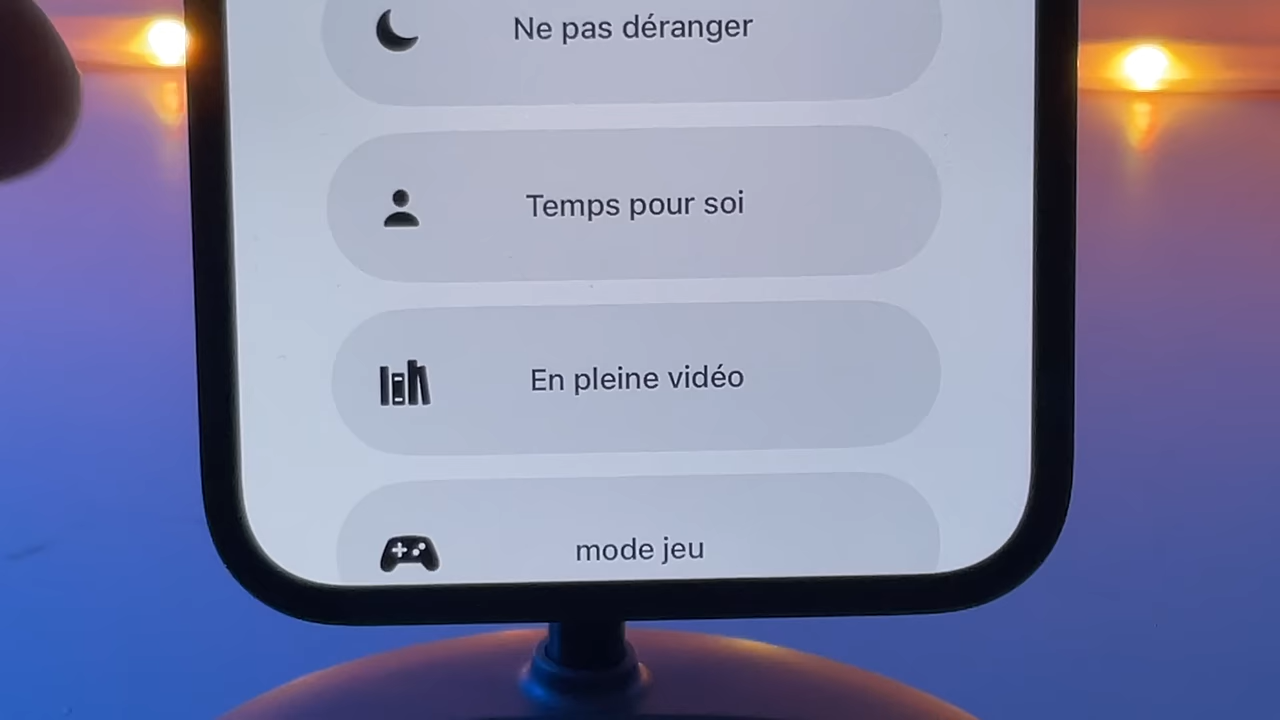 Ne pas déranger
Temps pour soi
En pleine vidéo
mode jeu